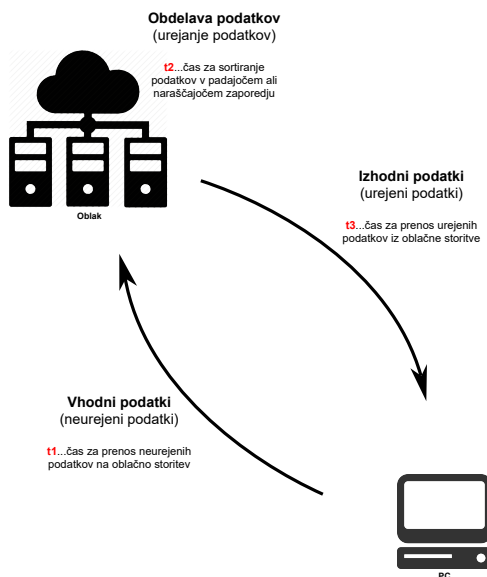 Obdelava podatkov
(urejanje podatkov)
t2...čas za sortiranje
podatkov v padajočem ali
naraščajočem zaporedju
Oblak
Izhodni podatki
(urejeni podatki)
t3...čas za prenos urejenih
podatkov iz oblačne storitve
Vhodni podatki
(neurejeni podatki)
t1...čas za prenos neurejenih
podatkov na oblačno storitev
PC